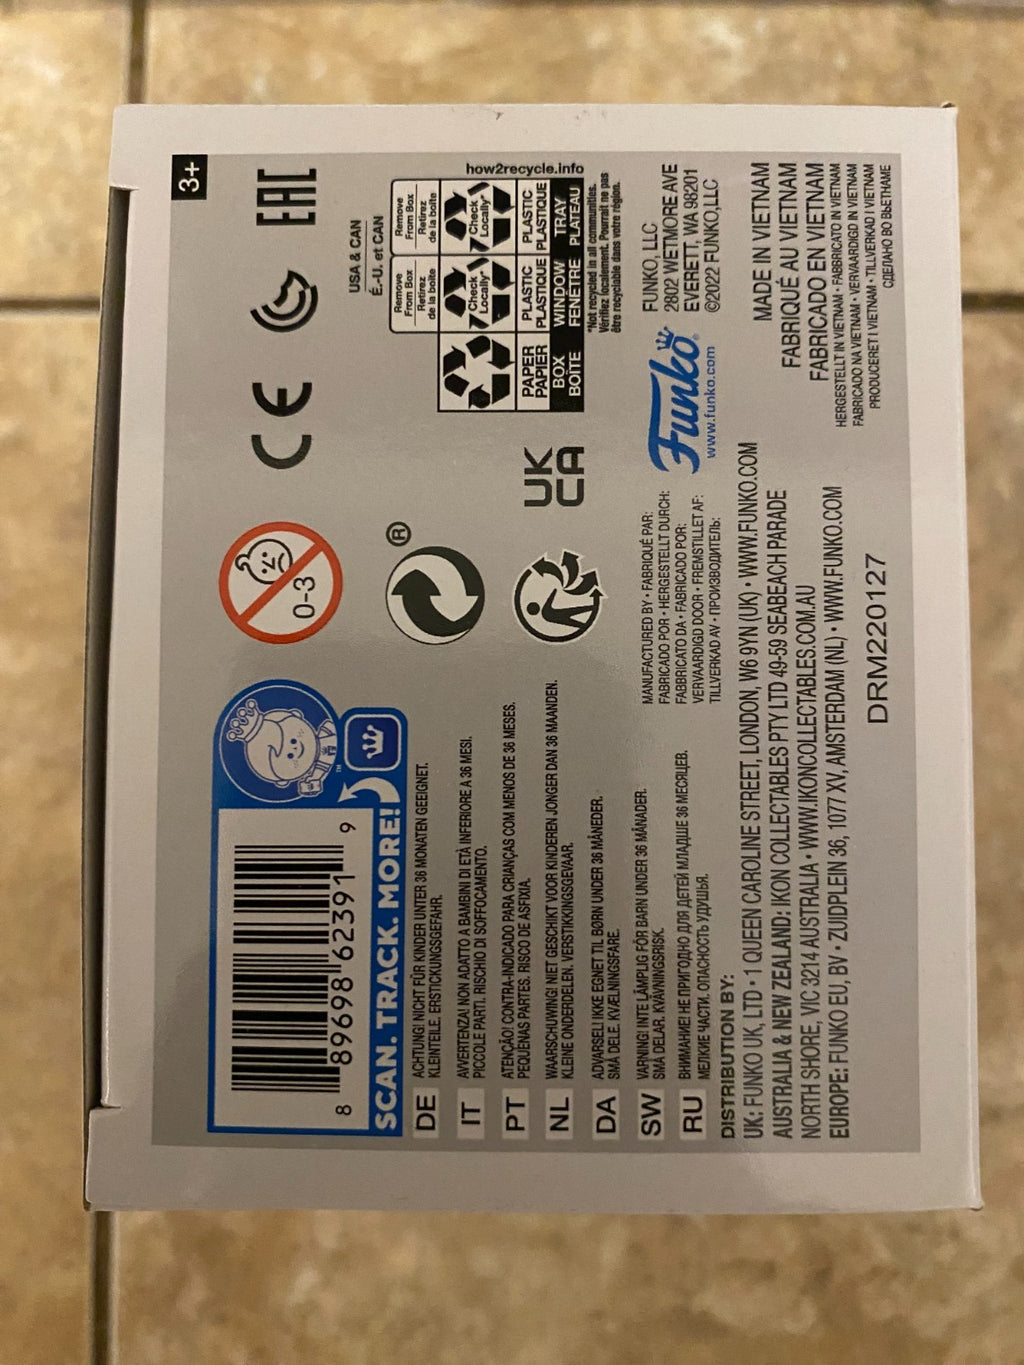 3+
8 89698 62391 9
SCAN. TRACK. MORE!
™
0-3
CE
EAC
®
UK
CA
USA & CAN
É.-U. et CAN
Remove
From Box
Retirez
de la boîte
Remove
From Box
Retirez
de la boîte
Check
Locally*
Check
Locally*
PAPER
PAPIER
PLASTIC
PLASTIQUE
PLASTIC
PLASTIQUE
BOX
BOÎTE
WINDOW
FENÊTRE
TRAY
PLATEAU
how2recycle.info
*Not recycled in all communities.
Vérifiez localement. Pourrait ne pas
être recyclable dans votre région.
DE ACHTUNG! NICHT FÜR KINDER UNTER 36 MONATEN GEEIGNET.
KLEINTEILE. ERSTICKUNGSGEFAHR.
IT AVVERTENZA! NON ADATTO A BAMBINI DI ETÀ INFERIORE A 36 MESI.
PICCOLE PARTI. RISCHIO DI SOFFOCAMENTO.
PT ATENÇÃO! CONTRA-INDICADO PARA CRIANÇAS COM MENOS DE 36 MESES.
PEQUENAS PARTES. RISCO DE ASFIXIA.
NL WAARSCHUWING! NIET GESCHIKT VOOR KINDEREN JONGER DAN 36 MAANDEN.
KLEINE ONDERDELEN. VERSTIKKINGSGEVAAR.
DA ADVARSEL! IKKE EGNET TIL BØRN UNDER 36 MÅNEDER.
SMÅ DELE. KVÆLNINGSFARE.
SW VARNING! INTE LÄMPLIG FÖR BARN UNDER 36 MÅNADER.
SMÅ DELAR. KVÄVNINGSRISK.
RU ВНИМАНИЕ! НЕ ПРИГОДНО ДЛЯ ДЕТЕЙ МЛАДШЕ 36 МЕСЯЦЕВ.
МЕЛКИЕ ЧАСТИ. ОПАСНОСТЬ УДУШЬЯ.
MANUFACTURED BY • FABRIQUÉ PAR:
FABRICADO POR • HERGESTELLT DURCH:
FABBRICATO DA • FABRICADO POR:
VERVAARDIGD DOOR • FREMSTILLET AF:
TILLVERKAD AV • ПРОИЗВОДИТЕЛЬ:
Funko
www.funko.com
FUNKO, LLC
2802 WETMORE AVE
EVERETT, WA 98201
©2022 FUNKO,LLC
DISTRIBUTION BY:
UK: FUNKO UK, LTD • 1 QUEEN CAROLINE STREET, LONDON, W6 9YN (UK) • WWW.FUNKO.COM
AUSTRALIA & NEW ZEALAND: IKON COLLECTABLES PTY LTD 49-59 SEABEACH PARADE
NORTH SHORE, VIC 3214 AUSTRALIA • WWW.IKONCOLLECTABLES.COM.AU
EUROPE: FUNKO EU, BV • ZUIDPLEIN 36, 1077 XV, AMSTERDAM (NL) • WWW.FUNKO.COM
MADE IN VIETNAM
FABRIQUÉ AU VIETNAM
FABRICADO EN VIETNAM
HERGESTELLT IN VIETNAM • FABBRICATO IN VIETNAM
FABRICADO NA VIETNAM • VERVAARDIGD IN VIETNAM
PRODUCERET I VIETNAM • TILLVERKAD I VIETNAM
СДЕЛАНО ВО ВЬЕТНАМЕ
DRM220127